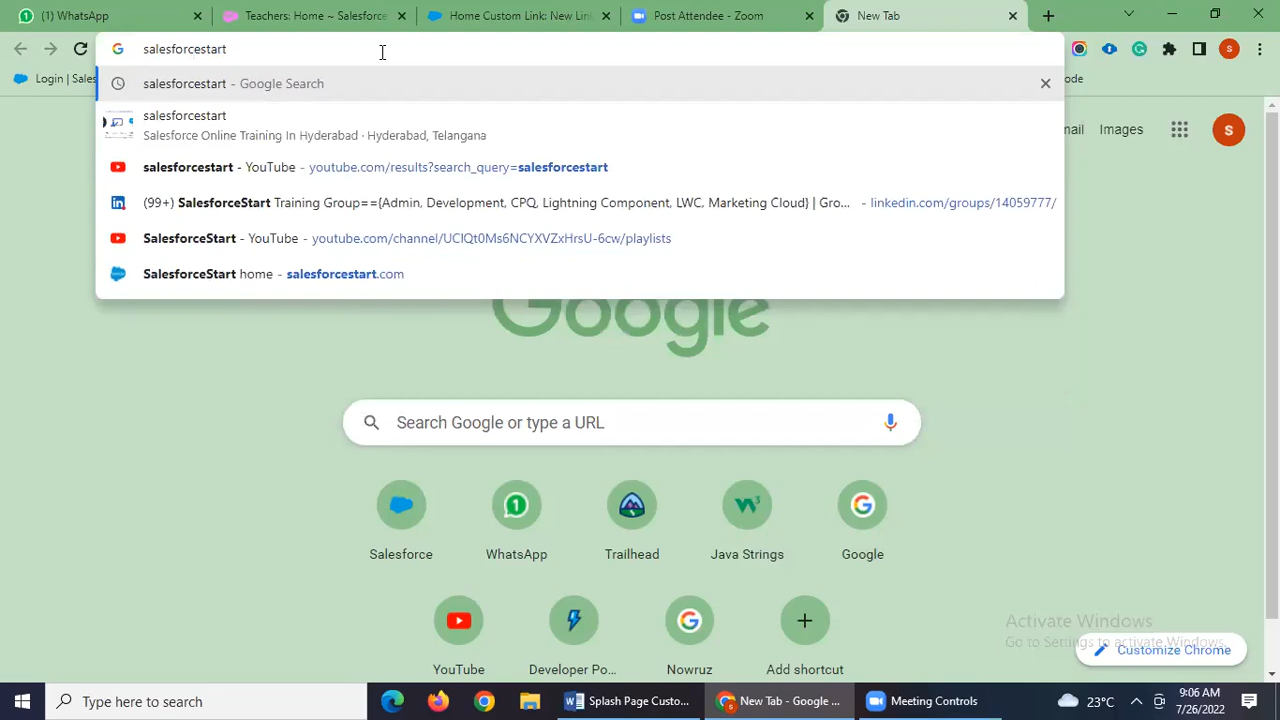 (1) WhatsApp
Teachers: Home ~ Salesforce
Home Custom Link: New Lin
Post Attendee - Zoom
New Tab
salesforcestart
Login | Sales
ode
salesforcestart - Google Search
salesforcestart
Salesforce Online Training In Hyderabad · Hyderabad, Telangana
salesforcestart - YouTube - youtube.com/results?search_query=salesforcestart
(99+) SalesforceStart Training Group=={Admin, Development, CPQ, Lightning Component, LWC, Marketing Cloud} | Gro... - linkedin.com/groups/14059777/
SalesforceStart - YouTube - youtube.com/channel/UCIQt0Ms6NCYXVZxHrsU-6cw/playlists
SalesforceStart home - salesforcestart.com
mail Images S
Google
Search Google or type a URL
Salesforce
WhatsApp
Trailhead
Java Strings
Google
YouTube
Developer Po...
Nowruz
Add shortcut
Activate Windows
Go to Settings to activate Windows.
Customize Chrome
Type here to search
Splash Page Custo...
New Tab - Google ...
Meeting Controls
23°C
9:06 AM
7/26/2022